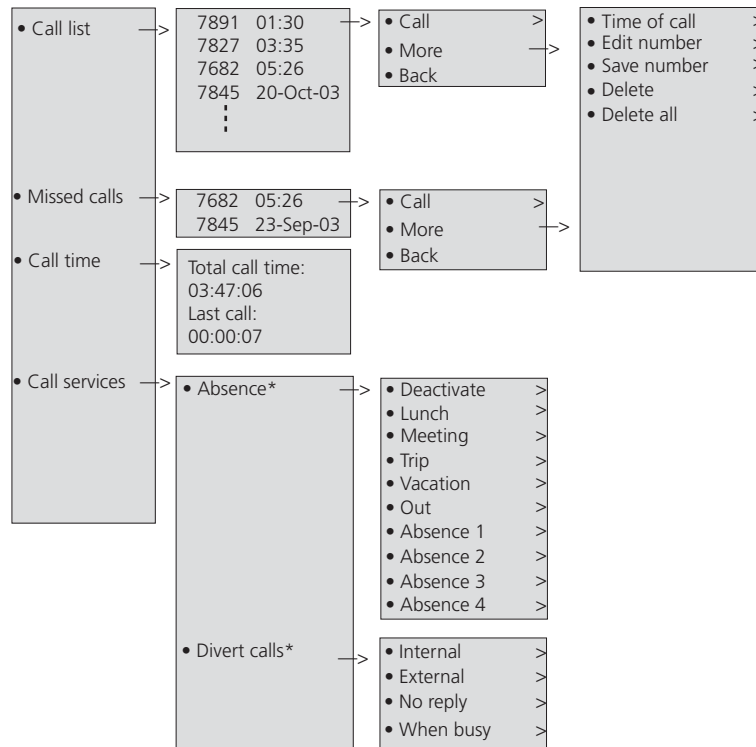 • Call list
7891 01:30
7827 03:35
7682 05:26
7845 20-Oct-03
• Call >
• More
• Back
• Time of call >
• Edit number >
• Save number >
• Delete >
• Delete all >
• Missed calls
7682 05:26
7845 23-Sep-03
• Call >
• More
• Back
• Call time
Total call time:
03:47:06
Last call:
00:00:07
• Call services
• Absence*
• Deactivate >
• Lunch >
• Meeting >
• Trip >
• Vacation >
• Out >
• Absence 1 >
• Absence 2 >
• Absence 3 >
• Absence 4 >
• Divert calls*
• Internal >
• External >
• No reply >
• When busy >